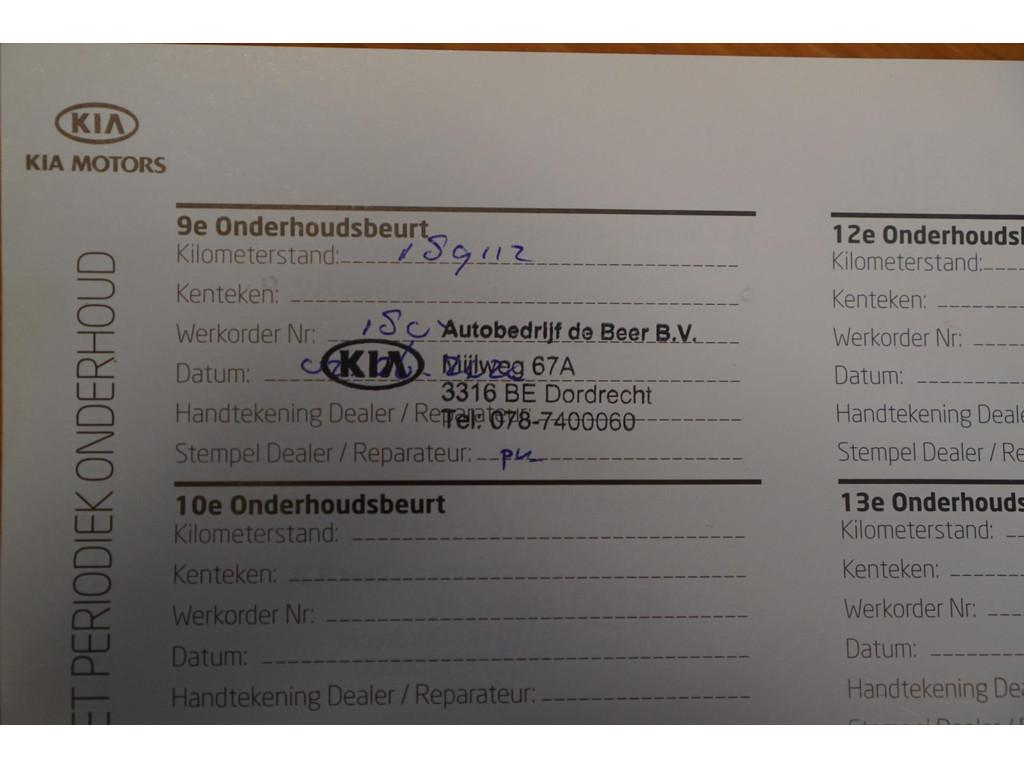 KIA
KIA MOTORS
ET PERIODIEK ONDERHOUD
9e Onderhoudsbeurt
Kilometerstand: 159112
Kenteken:
Werkorder Nr:
Datum:
Handtekening Dealer / Reparateur:
Stempel Dealer / Reparateur:
KIA
Autobedrijf de Beer B.V.
Mijlweg 67A
3316 BE Dordrecht
Tel: 078-7400060
10e Onderhoudsbeurt
Kilometerstand:
Kenteken:
Werkorder Nr:
Datum:
Handtekening Dealer / Reparateur:
12e Onderhoudsl
Kilometerstand:
Kenteken:
Werkorder Nr:
Datum:
Handtekening Deale
Stempel Dealer / Re
13e Onderhouds
Kilometerstand:
Kenteken:
Werkorder Nr:
Datum:
Handtekening Dea